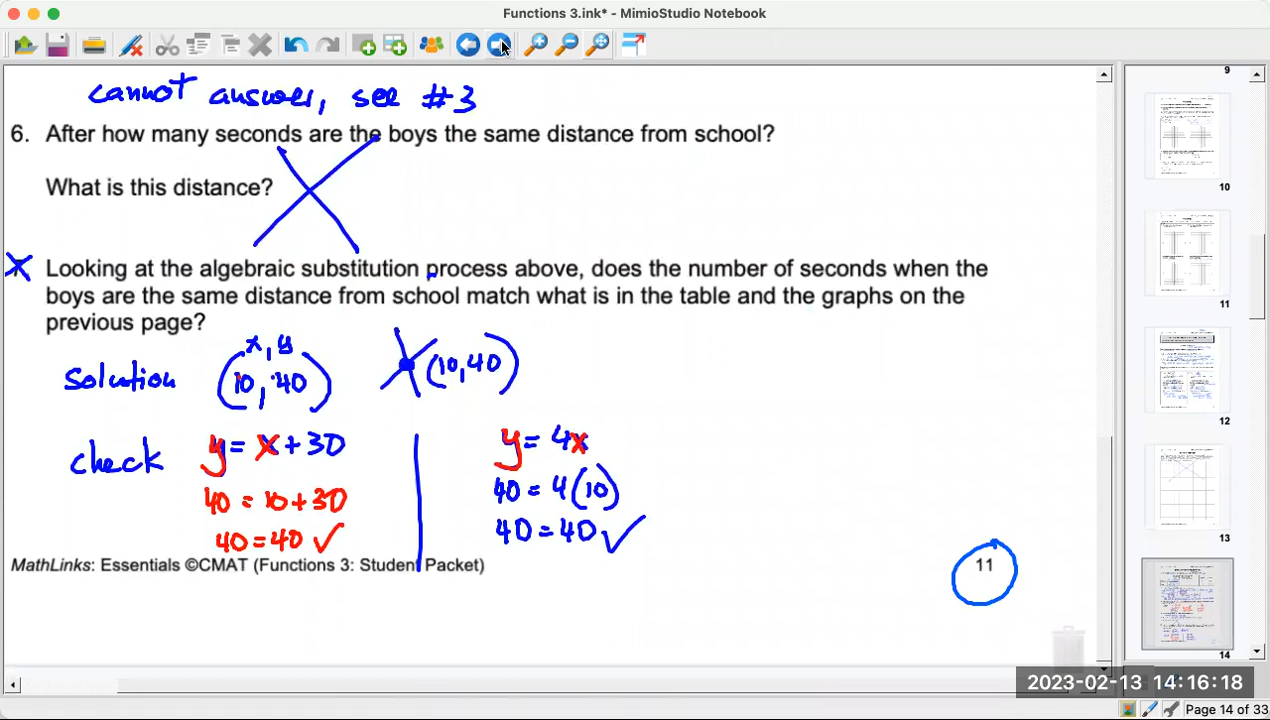 Functions 3.ink* - MimioStudio Notebook
cannot answer, see #3
6. After how many seconds are the boys the same distance from school?
What is this distance?
Looking at the algebraic substitution process above, does the number of seconds when the
boys are the same distance from school match what is in the table and the graphs on the
previous page?
x, y
solution (10, 40) (10, 40)
check y = x + 30 y = 4x
40 = 10 + 30 40 = 4(10)
40 = 40 ✓ 40 = 40 ✓
MathLinks: Essentials ©CMAT (Functions 3: Student Packet) 11
9
10
11
12
13
14
2023-02-13 14:16:18
Page 14 of 33